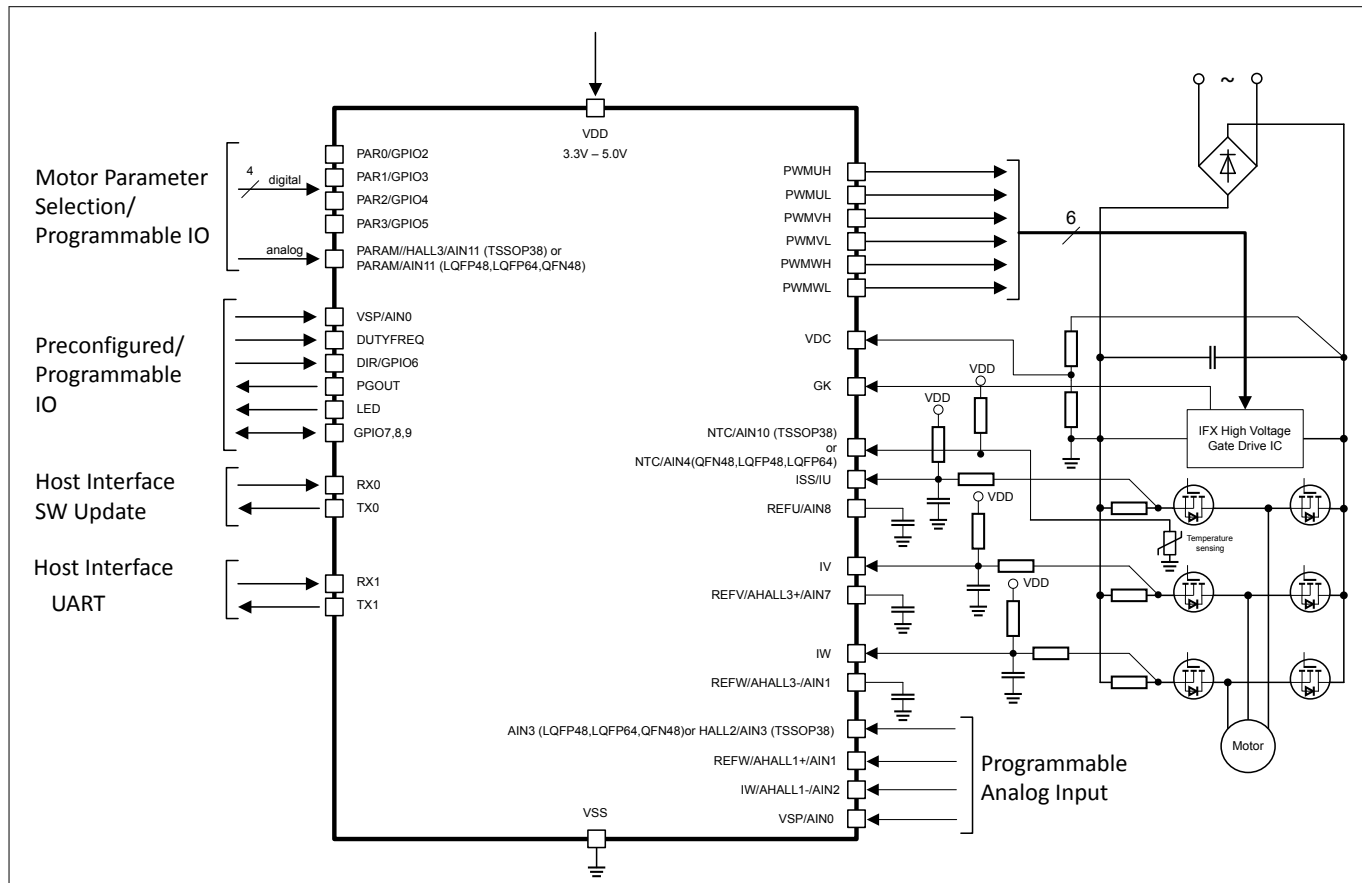 VDD
3.3V – 5.0V
Motor Parameter
Selection/
Programmable IO
4
digital
analog
PAR0/GPIO2
PAR1/GPIO3
PAR2/GPIO4
PAR3/GPIO5
PARAM//HALL3/AIN11 (TSSOP38) or
PARAM/AIN11 (LQFP48,LQFP64,QFN48)
Preconfigured/
Programmable
IO
VSP/AIN0
DUTYFREQ
DIR/GPIO6
PGOUT
LED
GPIO7,8,9
Host Interface
SW Update
RX0
TX0
Host Interface
UART
RX1
TX1
VSS
PWMUH
PWMUL
PWMVH
PWMVL
PWMWH
PWMWL
6
~
VDC
GK
NTC/AIN10 (TSSOP38)
or
NTC/AIN4(QFN48,LQFP48,LQFP64)
ISS/IU
REFU/AIN8
IV
REFV/AHALL3+/AIN7
IW
REFW/AHALL3-/AIN1
AIN3 (LQFP48,LQFP64,QFN48)or HALL2/AIN3 (TSSOP38)
REFW/AHALL1+/AIN1
IW/AHALL1-/AIN2
VSP/AIN0
Programmable
Analog Input
VDD
VDD
VDD
VDD
IFX High Voltage
Gate Drive IC
Temperature
sensing
Motor